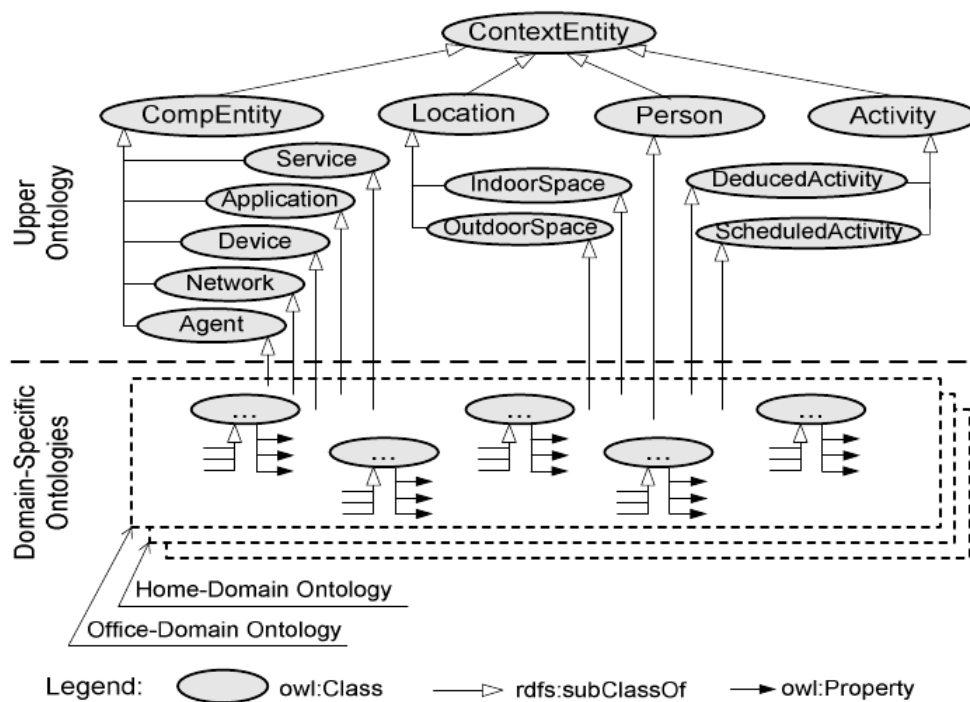 ContextEntity
CompEntity
Location
Person
Activity
Service
Application
Device
Network
Agent
IndoorSpace
OutdoorSpace
DeducedActivity
ScheduledActivity
Upper
Ontology
Domain-Specific
Ontologies
...
...
...
...
...
Home-Domain Ontology
Office-Domain Ontology
Legend:
owl:Class
rdfs:subClassOf
owl:Property